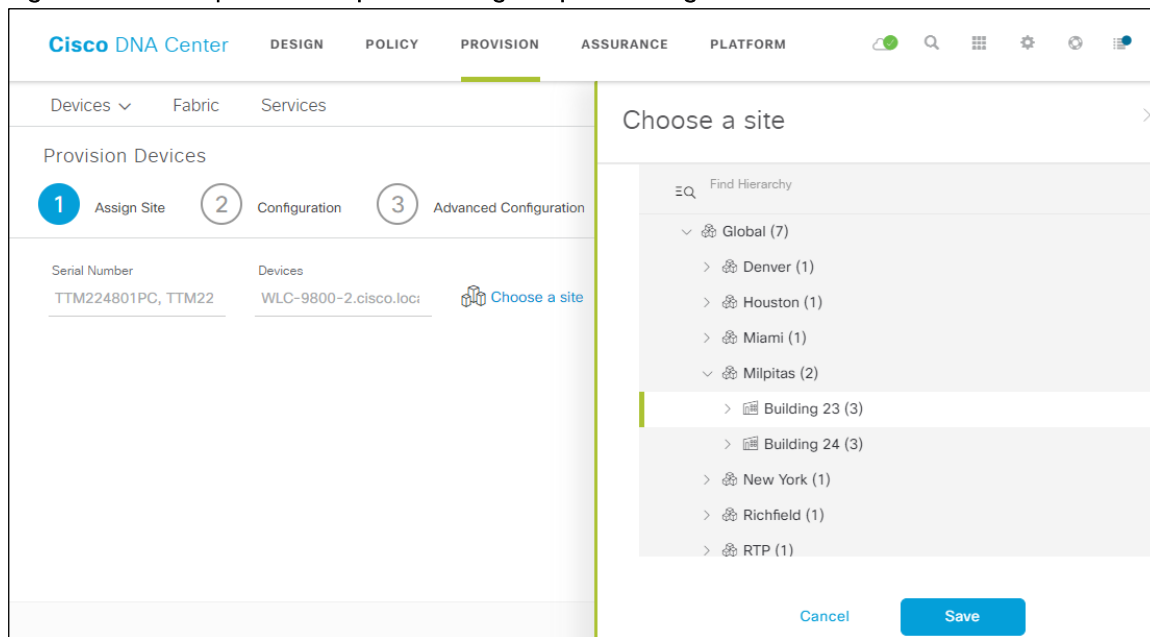 Cisco DNA Center DESIGN POLICY PROVISION ASSURANCE PLATFORM
Devices Fabric Services
Choose a site
Provision Devices
1 Assign Site 2 Configuration 3 Advanced Configuration
Find Hierarchy
Global (7)
Denver (1)
Houston (1)
Miami (1)
Milpitas (2)
Building 23 (3)
Building 24 (3)
New York (1)
Richfield (1)
RTP (1)
Serial Number Devices
TTM224801PC, TTM22 WLC-9800-2.cisco.loca Choose a site
Cancel Save